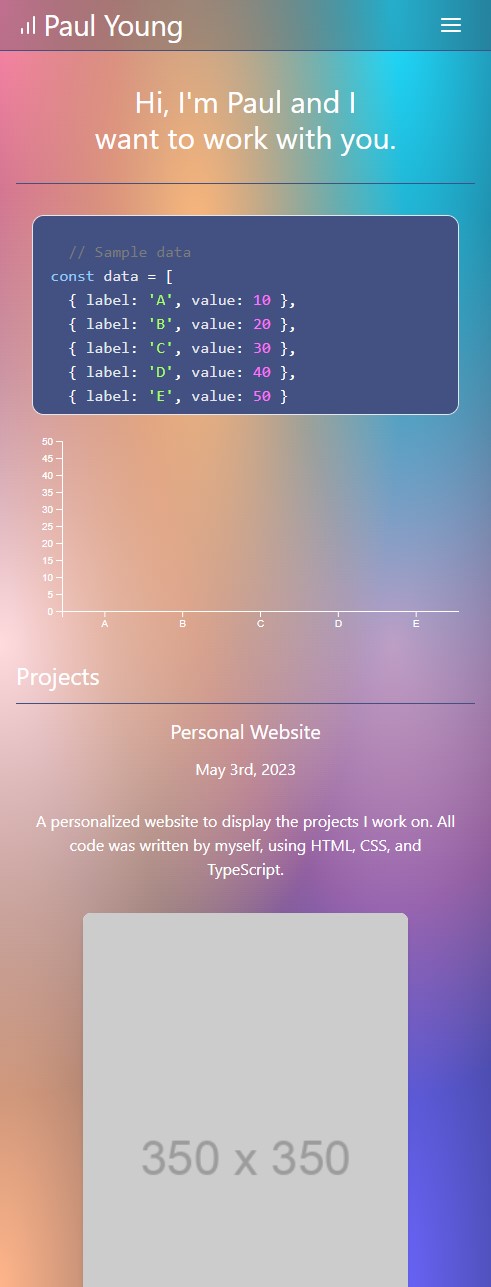 Paul Young
Hi, I'm Paul and I
want to work with you.
// Sample data
const data = [
{ label: 'A', value: 10 },
{ label: 'B', value: 20 },
{ label: 'C', value: 30 },
{ label: 'D', value: 40 },
{ label: 'E', value: 50 }
50
45
40
35
30
25
20
15
10
5
0
A B C D E
Projects
Personal Website
May 3rd, 2023
A personalized website to display the projects I work on. All
code was written by myself, using HTML, CSS, and
TypeScript.
350 x 350